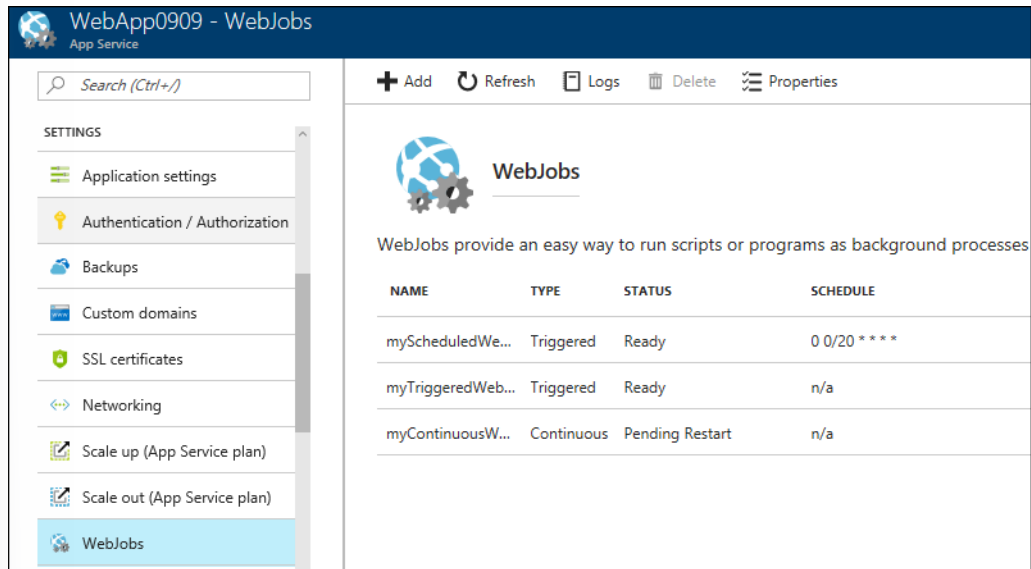 WebApp0909 - WebJobs
App Service
Search (Ctrl+/)
SETTINGS
Application settings
Authentication / Authorization
Backups
Custom domains
SSL certificates
Networking
Scale up (App Service plan)
Scale out (App Service plan)
WebJobs
Add Refresh Logs Delete Properties
WebJobs
WebJobs provide an easy way to run scripts or programs as background processes
NAME TYPE STATUS SCHEDULE
myScheduledWe... Triggered Ready 0 0/20 * * * *
myTriggeredWeb... Triggered Ready n/a
myContinuousW... Continuous Pending Restart n/a